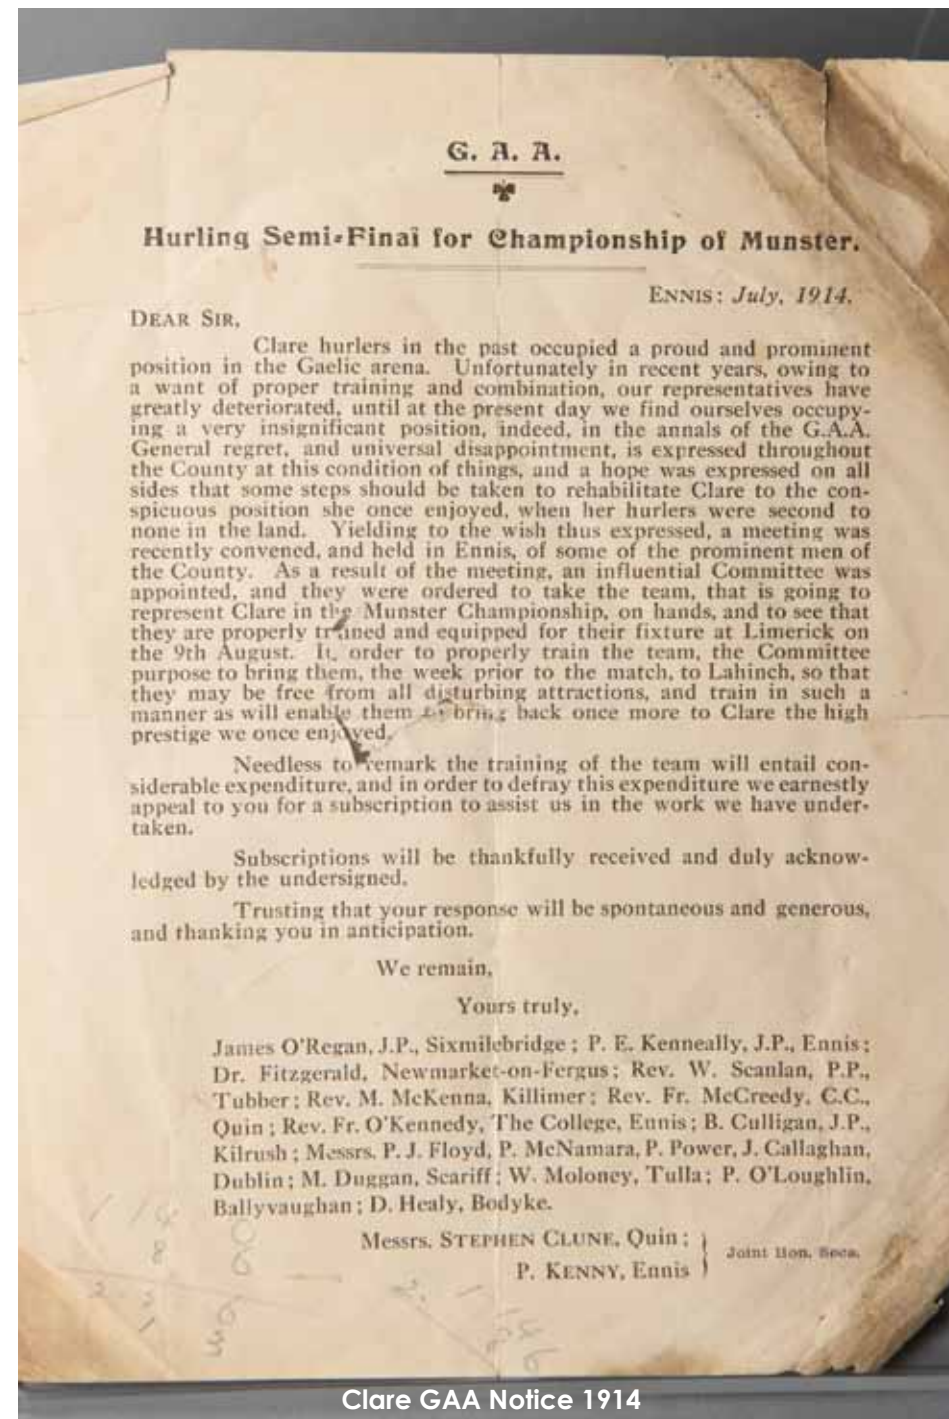 G. A. A.
Hurling Semi-Final for Championship of Munster.
ENNIS: July, 1914.
DEAR SIR,
Clare hurlers in the past occupied a proud and prominent
position in the Gaelic arena. Unfortunately in recent years, owing to
a want of proper training and combination, our representatives have
greatly deteriorated, until at the present day we find ourselves occupy-
ing a very insignificant position, indeed, in the annals of the G.A.A.
General regret, and universal disappointment, is expressed throughout
the County at this condition of things, and a hope was expressed on all
sides that some steps should be taken to rehabilitate Clare to the con-
spicuous position she once enjoyed, when her hurlers were second to
none in the land. Yielding to the wish thus expressed, a meeting was
recently convened, and held in Ennis, of some of the prominent men of
the County. As a result of the meeting, an influential Committee was
appointed, and they were ordered to take the team, that is going to
represent Clare in the Munster Championship, on hands, and to see that
they are properly trained and equipped for their fixture at Limerick on
the 9th August. In order to properly train the team, the Committee
purpose to bring them, the week prior to the match, to Lahinch, so that
they may be free from all disturbing attractions, and train in such a
manner as will enable them to bring back once more to Clare the high
prestige we once enjoyed.
Needless to remark the training of the team will entail con-
siderable expenditure, and in order to defray this expenditure we earnestly
appeal to you for a subscription to assist us in the work we have under-
taken.
Subscriptions will be thankfully received and duly acknow-
ledged by the undersigned.
Trusting that your response will be spontaneous and generous,
and thanking you in anticipation.
We remain,
Yours truly,
James O'Regan, J.P., Sixmilebridge; P. E. Kenneally, J.P., Ennis;
Dr. Fitzgerald, Newmarket-on-Fergus; Rev. W. Scanlan, P.P.,
Tubber; Rev. M. McKenna, Killimer; Rev. Fr. McCreedy, C.C.,
Quin; Rev. Fr. O'Kennedy, The College, Ennis; B. Culligan, J.P.,
Kilrush; Messrs. P. J. Floyd, P. McNamara, P. Power, J. Callaghan,
Dublin; M. Duggan, Scariff; W. Moloney, Tulla; P. O'Loughlin,
Ballyvaughan; D. Healy, Bodyke.
Messrs. STEPHEN CLUNE, Quin;
P. KENNY, Ennis
Joint Hon. Secs.
Clare GAA Notice 1914